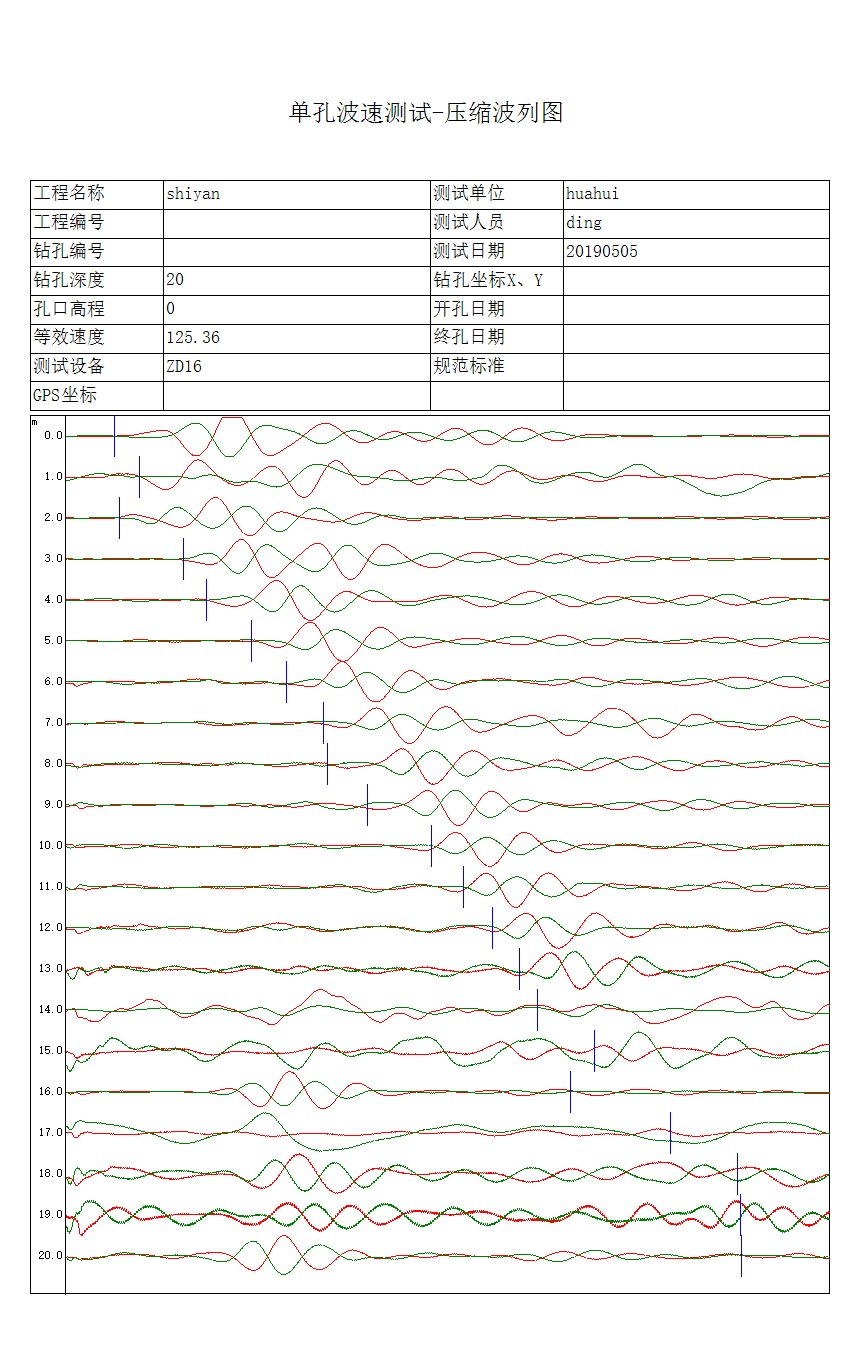 单孔波速测试-压缩波列图
工程名称 shiyan 测试单位 huahui
工程编号 测试人员 ding
钻孔编号 测试日期 20190505
钻孔深度 20 钻孔坐标X、Y
孔口高程 0 开孔日期
等效速度 125.36 终孔日期
测试设备 ZD16 规范标准
GPS坐标
m
0.0
1.0
2.0
3.0
4.0
5.0
6.0
7.0
8.0
9.0
10.0
11.0
12.0
13.0
14.0
15.0
16.0
17.0
18.0
19.0
20.0